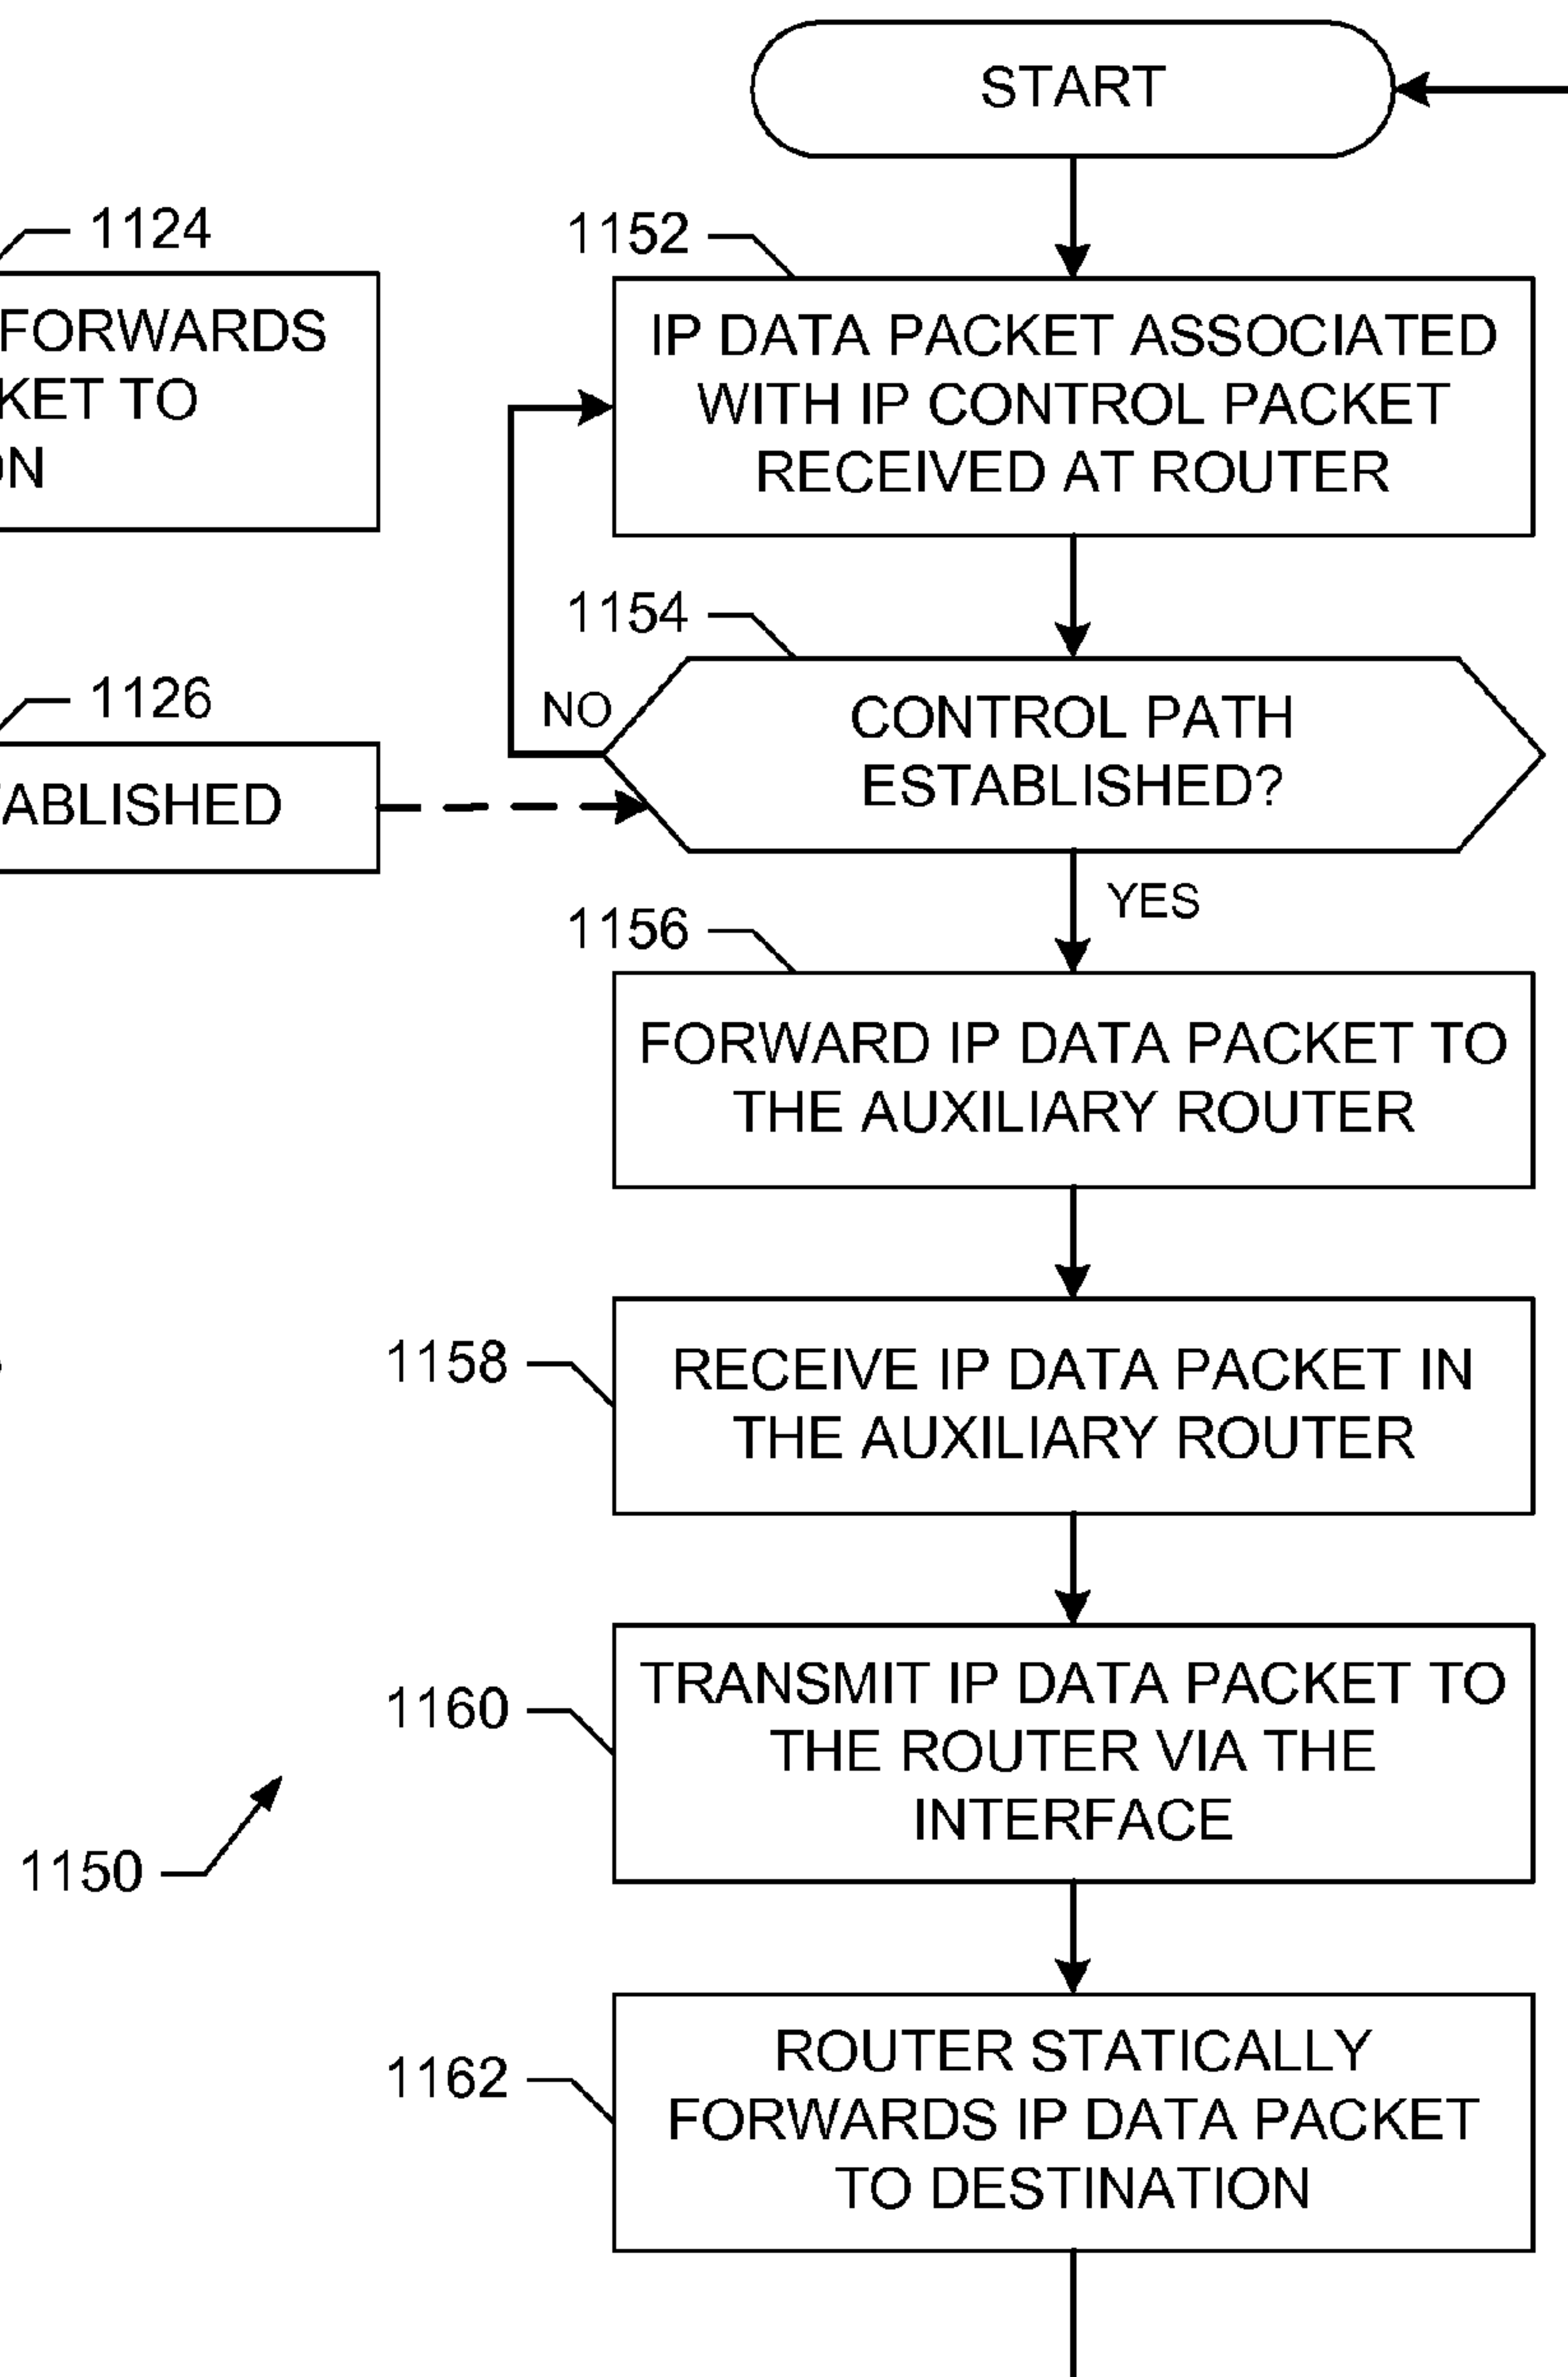 START
1124
FORWARDS
KET TO
ON
1152
IP DATA PACKET ASSOCIATED
WITH IP CONTROL PACKET
RECEIVED AT ROUTER
1126
ABLISHED
1154
NO
CONTROL PATH
ESTABLISHED?
YES
1156
FORWARD IP DATA PACKET TO
THE AUXILIARY ROUTER
1158
RECEIVE IP DATA PACKET IN
THE AUXILIARY ROUTER
1160
TRANSMIT IP DATA PACKET TO
THE ROUTER VIA THE
INTERFACE
1150
1162
ROUTER STATICALLY
FORWARDS IP DATA PACKET
TO DESTINATION